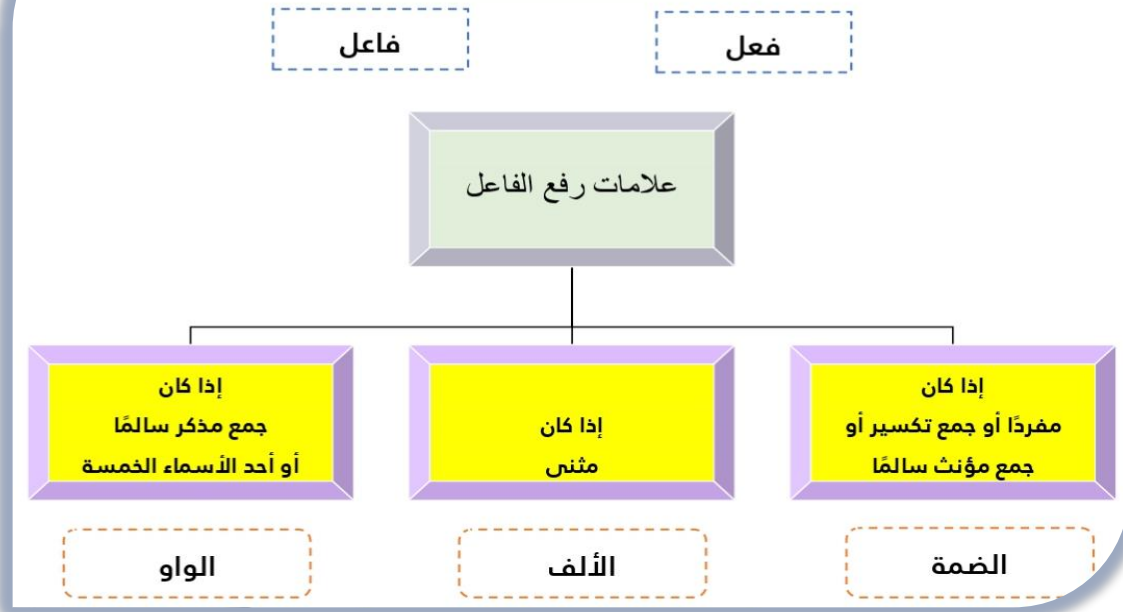 فعل
فاعل
علامات رفع الفاعل
إذا كان
مفردًا أو جمع تكسير أو
جمع مؤنث سالمًا
إذا كان
مثنى
إذا كان
جمع مذكر سالمًا
أو أحد الأسماء الخمسة
الضمة
الألف
الواو